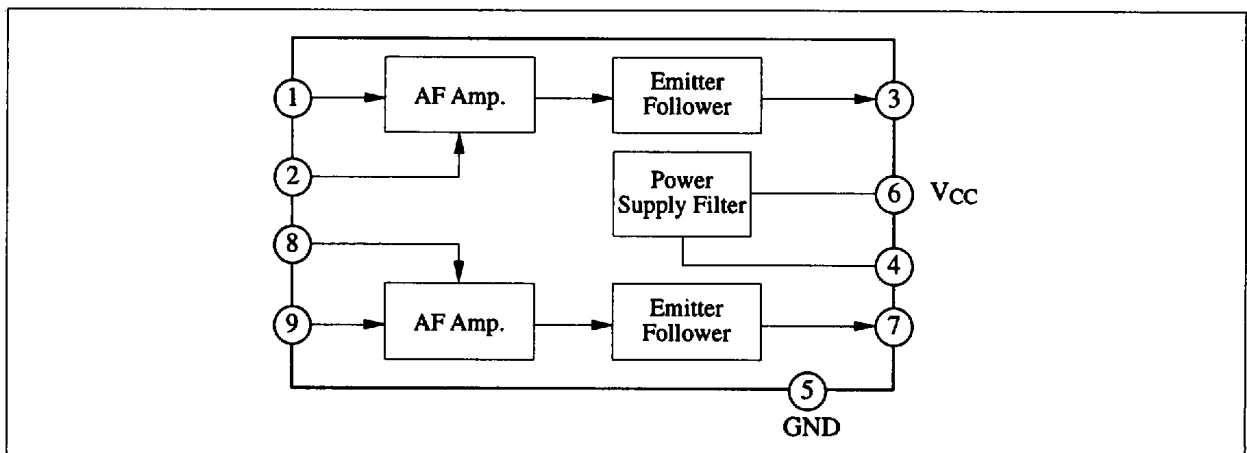 1
AF Amp.
Emitter
Follower
3
2
Power
Supply Filter
6
VCC
8
4
9
AF Amp.
Emitter
Follower
7
5
GND